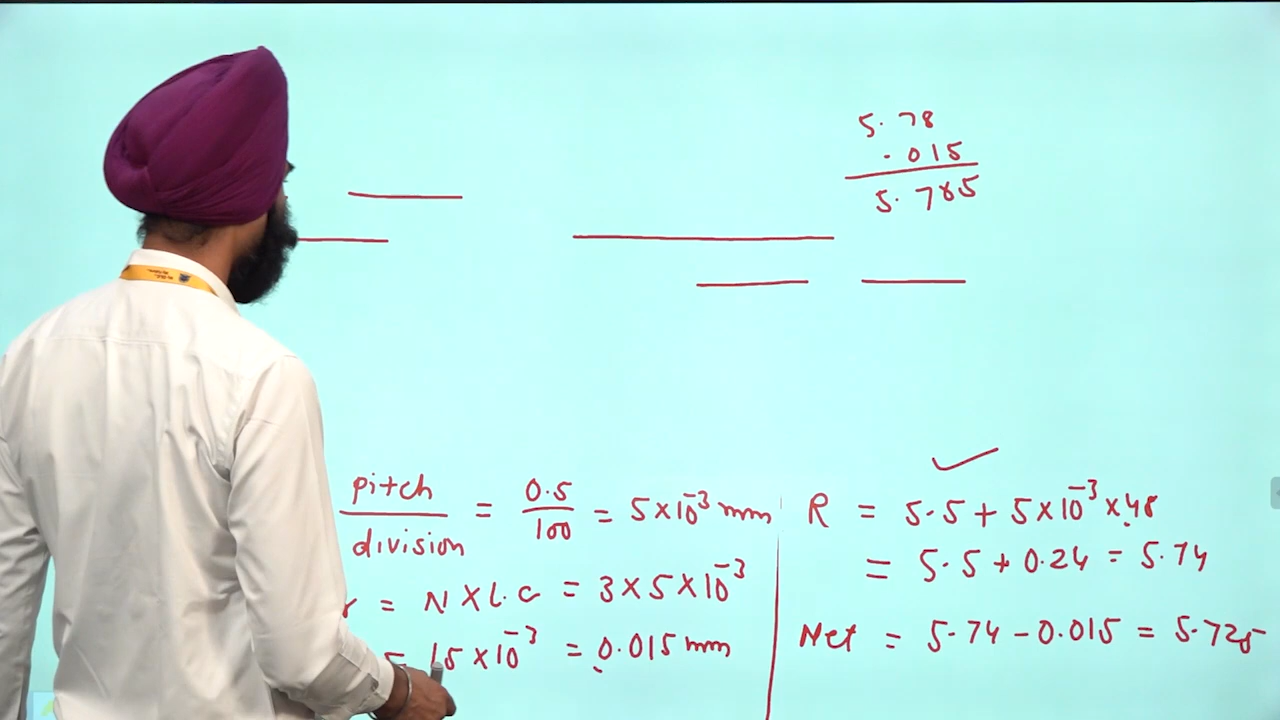 5.78
.015
5.785
pitch / division = 0.5 / 100 = 5×10⁻³ mm
= N × L.C = 3×5×10⁻³
= 15×10⁻³ = 0.015 mm
R = 5.5 + 5×10⁻³×48
= 5.5 + 0.24 = 5.74
Net = 5.74 − 0.015 = 5.725